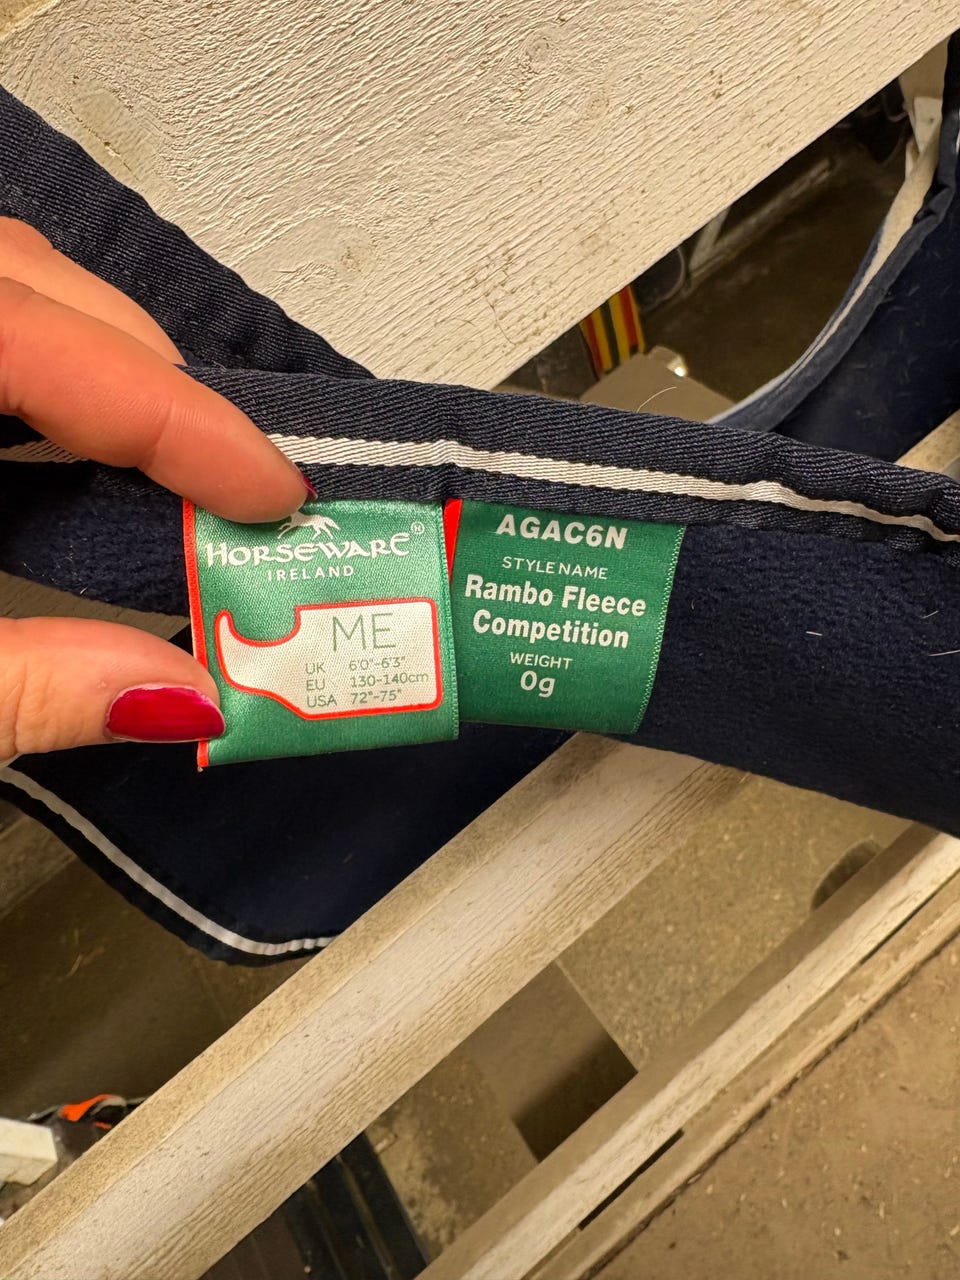 HORSEWARE®
IRELAND
ME
UK 6'0"-6'3"
EU 130-140cm
USA 72"-75"
AGAC6N
STYLE NAME
Rambo Fleece
Competition
WEIGHT
0g